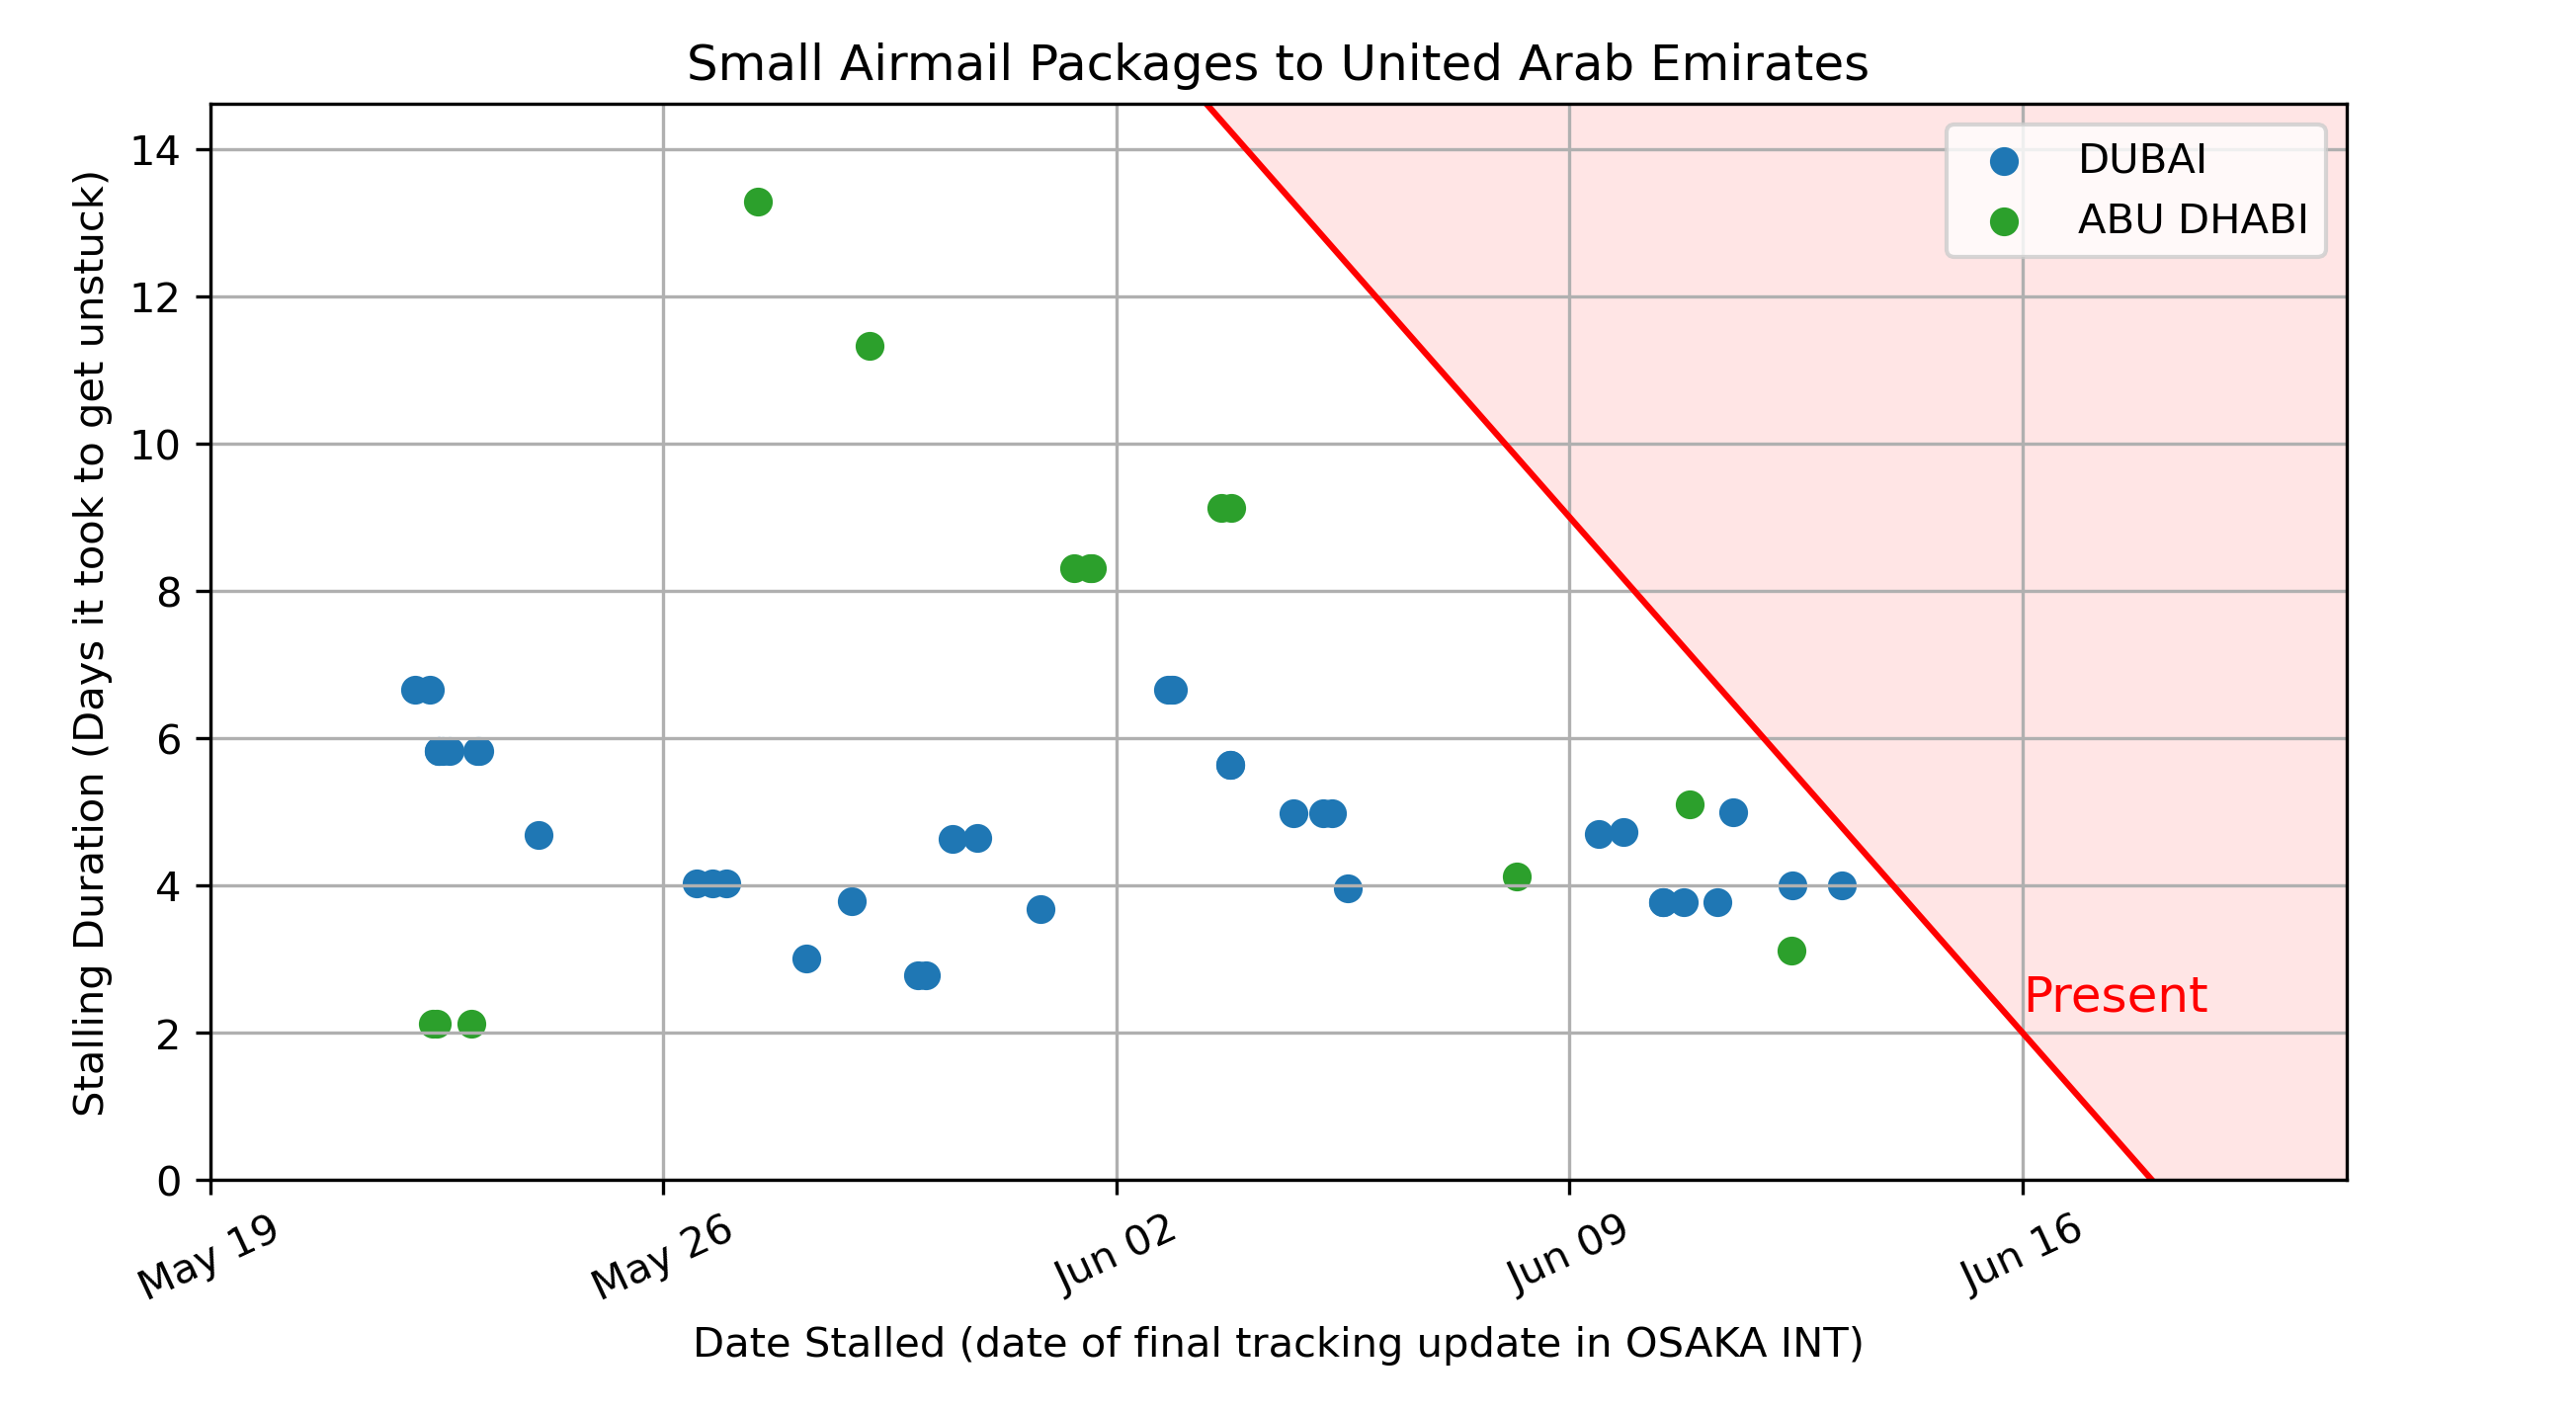 Small Airmail Packages to United Arab Emirates
Stalling Duration (Days it took to get unstuck)
14
12
10
8
6
4
2
0
DUBAI
ABU DHABI
Present
May 19
May 26
Jun 02
Jun 09
Jun 16
Date Stalled (date of final tracking update in OSAKA INT)